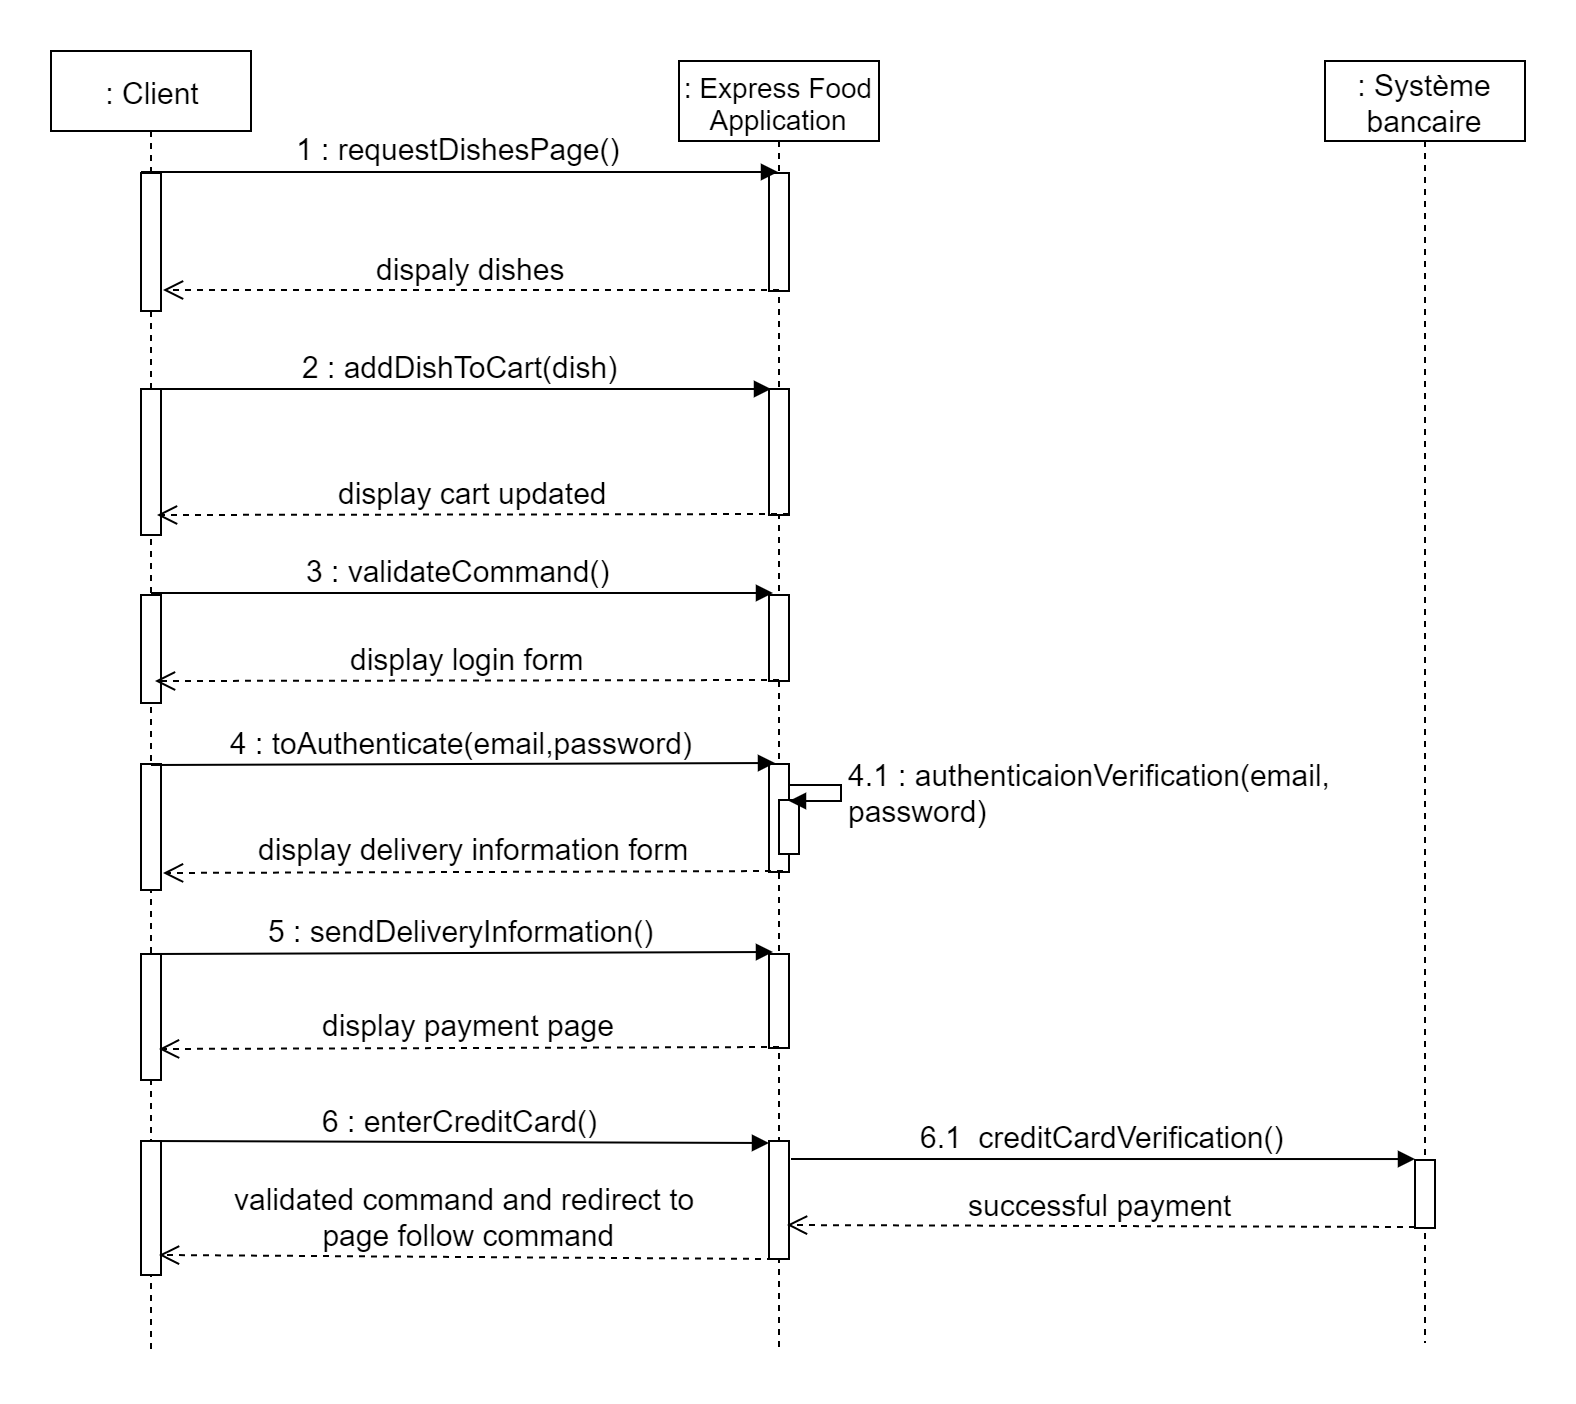 : Client
: Express Food
Application
: Système
bancaire
1 : requestDishesPage()
dispaly dishes
2 : addDishToCart(dish)
display cart updated
3 : validateCommand()
display login form
4 : toAuthenticate(email,password)
4.1 : authenticaionVerification(email,
password)
display delivery information form
5 : sendDeliveryInformation()
display payment page
6 : enterCreditCard()
6.1  creditCardVerification()
validated command and redirect to
page follow command
successful payment